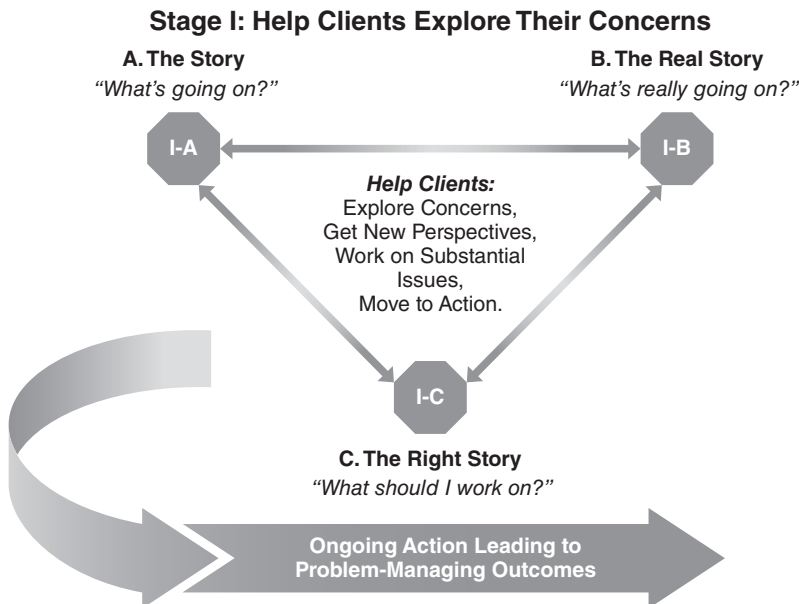 Stage I: Help Clients Explore Their Concerns
A. The Story
“What’s going on?”
B. The Real Story
“What’s really going on?”
I-A
I-B
Help Clients:
Explore Concerns,
Get New Perspectives,
Work on Substantial
Issues,
Move to Action.
I-C
C. The Right Story
“What should I work on?”
Ongoing Action Leading to
Problem-Managing Outcomes